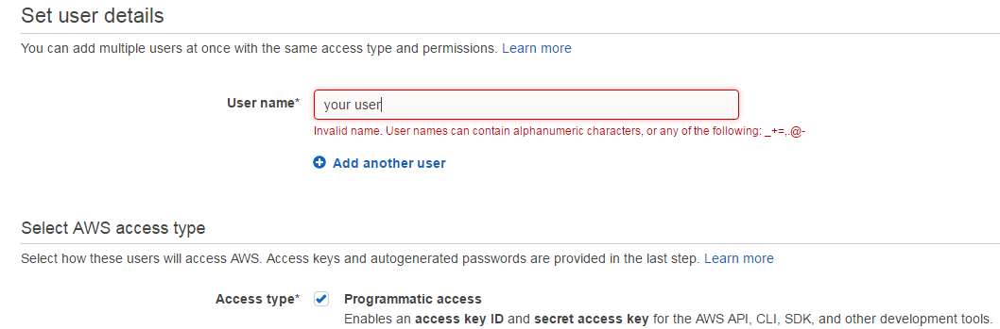 Set user details
You can add multiple users at once with the same access type and permissions. Learn more
User name*
your user
Invalid name. User names can contain alphanumeric characters, or any of the following: _+=,.@-
Add another user
Select AWS access type
Select how these users will access AWS. Access keys and autogenerated passwords are provided in the last step. Learn more
Access type* Programmatic access
Enables an access key ID and secret access key for the AWS API, CLI, SDK, and other development tools.